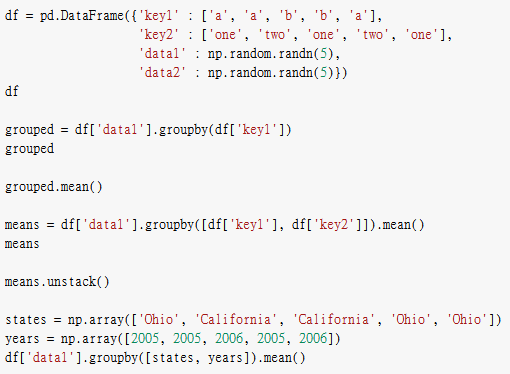 df = pd.DataFrame({'key1' : ['a', 'a', 'b', 'b', 'a'],
                   'key2' : ['one', 'two', 'one', 'two', 'one'],
                   'data1' : np.random.randn(5),
                   'data2' : np.random.randn(5)})
df

grouped = df['data1'].groupby(df['key1'])
grouped

grouped.mean()

means = df['data1'].groupby([df['key1'], df['key2']]).mean()
means

means.unstack()

states = np.array(['Ohio', 'California', 'California', 'Ohio', 'Ohio'])
years = np.array([2005, 2005, 2006, 2005, 2006])
df['data1'].groupby([states, years]).mean()